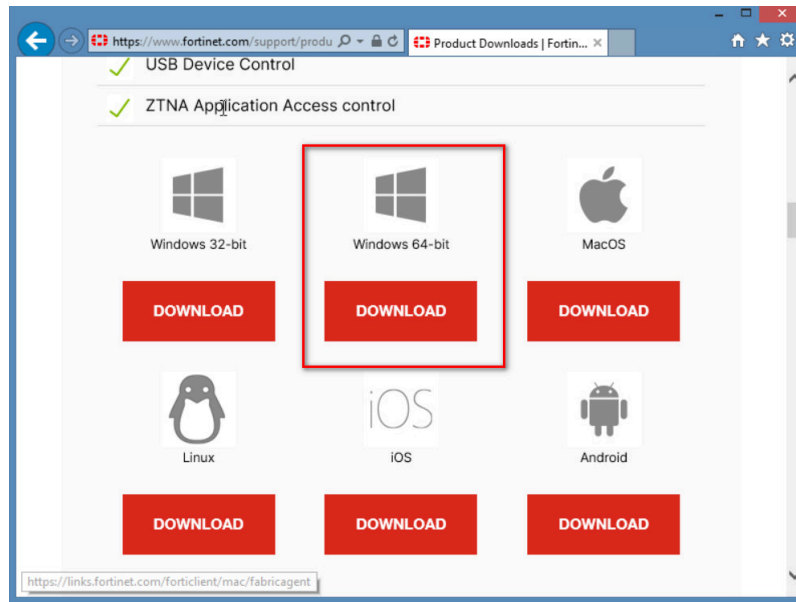 https://www.fortinet.com/support/produ
Product Downloads | Fortin...
USB Device Control
ZTNA Application Access control
Windows 32-bit
Windows 64-bit
MacOS
DOWNLOAD
DOWNLOAD
DOWNLOAD
iOS
Linux
iOS
Android
DOWNLOAD
DOWNLOAD
DOWNLOAD
https://links.fortinet.com/forticlient/mac/fabricagent